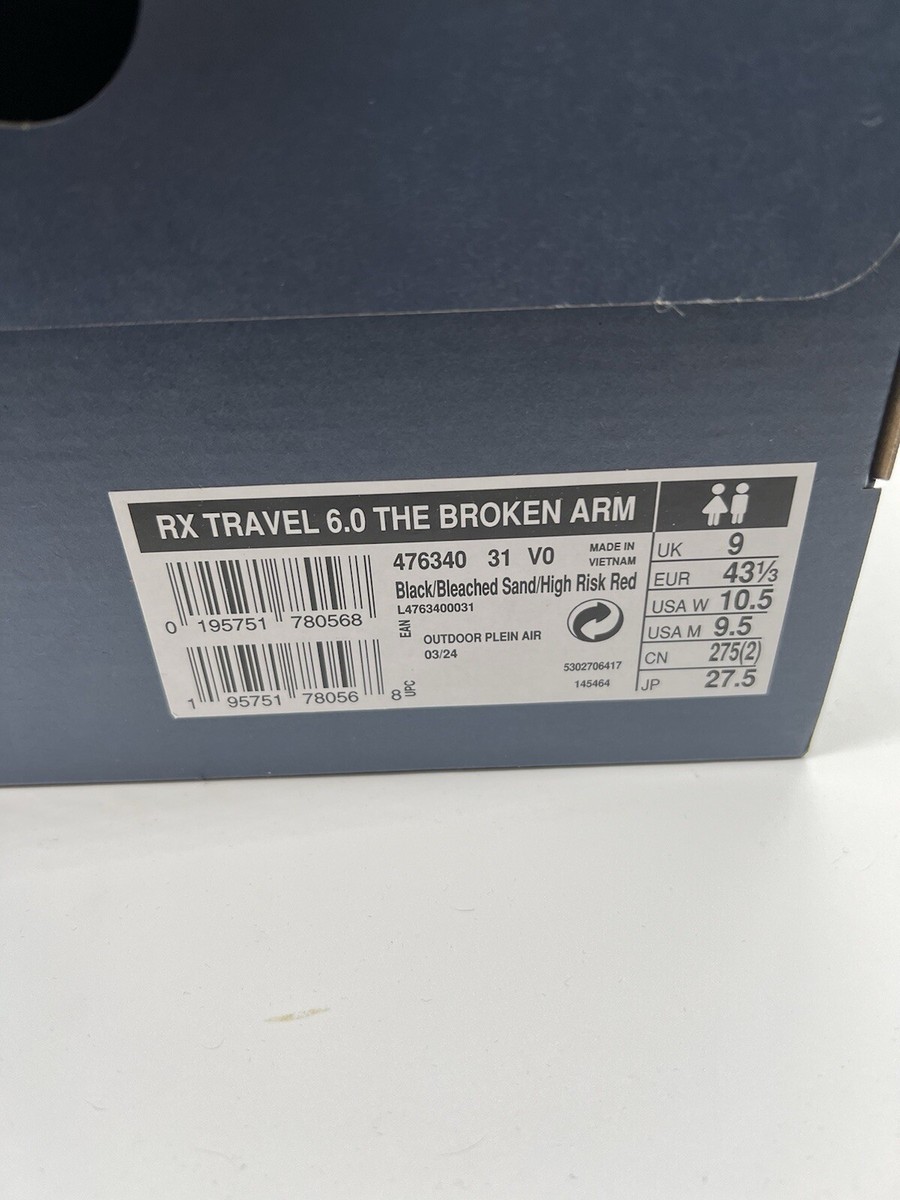 RX TRAVEL 6.0 THE BROKEN ARM
476340 31 V0
MADE IN
VIETNAM
Black/Bleached Sand/High Risk Red
L4763400031
0 195751 780568
EAN
OUTDOOR PLEIN AIR
03/24
1 95751 78056 8
UPC
5302706417
145464
UK 9
EUR 43⅓
USA W 10.5
USA M 9.5
CN 275(2)
JP 27.5